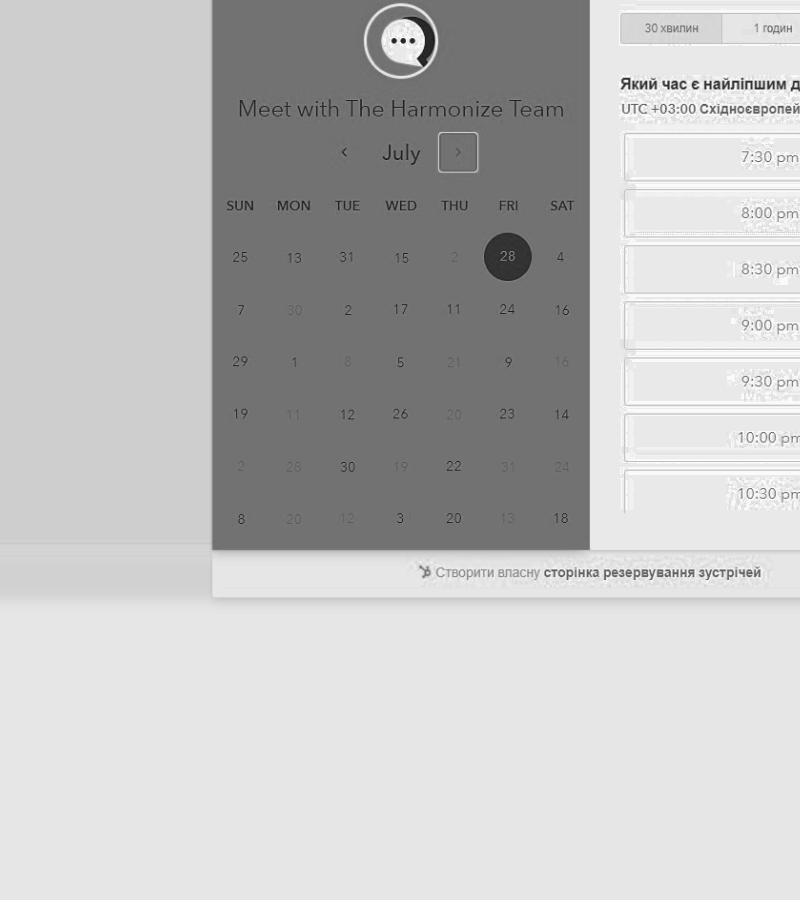 Meet with The Harmonize Team
July
SUN MON TUE WED THU FRI SAT
25 13 31 15 2 28 4
7 30 2 17 11 24 16
29 1 8 5 21 9 16
19 11 12 26 20 23 14
2 28 30 19 22 31 24
8 20 12 3 20 13 18
30 хвилин 1 годин
Який час є найліпшим д
UTC +03:00 Східноєвропей
7:30 pm
8:00 pm
8:30 pm
9:00 pm
9:30 pm
10:00 pm
10:30 pm
Створити власну сторінка резервування зустрічей